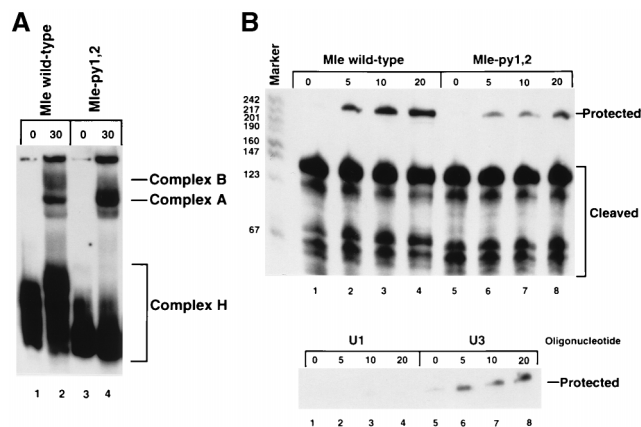 A
Mle wild-type
Mle-py1,2
0 30 0 30
Complex B
Complex A
Complex H
1 2 3 4
B
Marker
Mle wild-type Mle-py1,2
0 5 10 20 0 5 10 20
242
217
201
190
160
147
123
67
Protected
Cleaved
1 2 3 4 5 6 7 8
U1 U3 Oligonucleotide
0 5 10 20 0 5 10 20
Protected
1 2 3 4 5 6 7 8